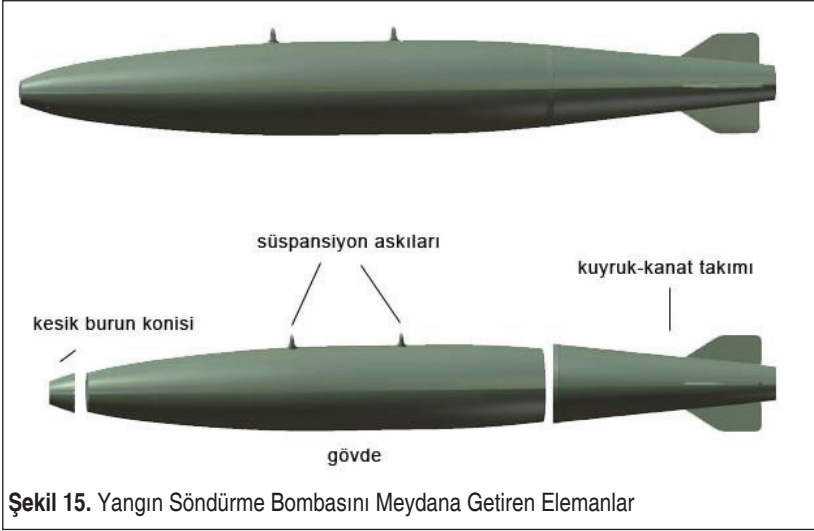 süspansiyon askıları
kuyruk-kanat takımı
kesik burun konisi
gövde
Şekil 15. Yangın Söndürme Bombasını Meydana Getiren Elemanlar